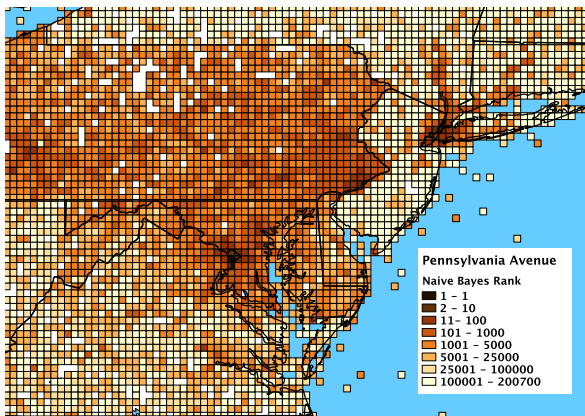 Pennsylvania Avenue
Naive Bayes Rank
1 - 1
2 - 10
11- 100
101 - 1000
1001 - 5000
5001 - 25000
25001 - 100000
100001 - 200700